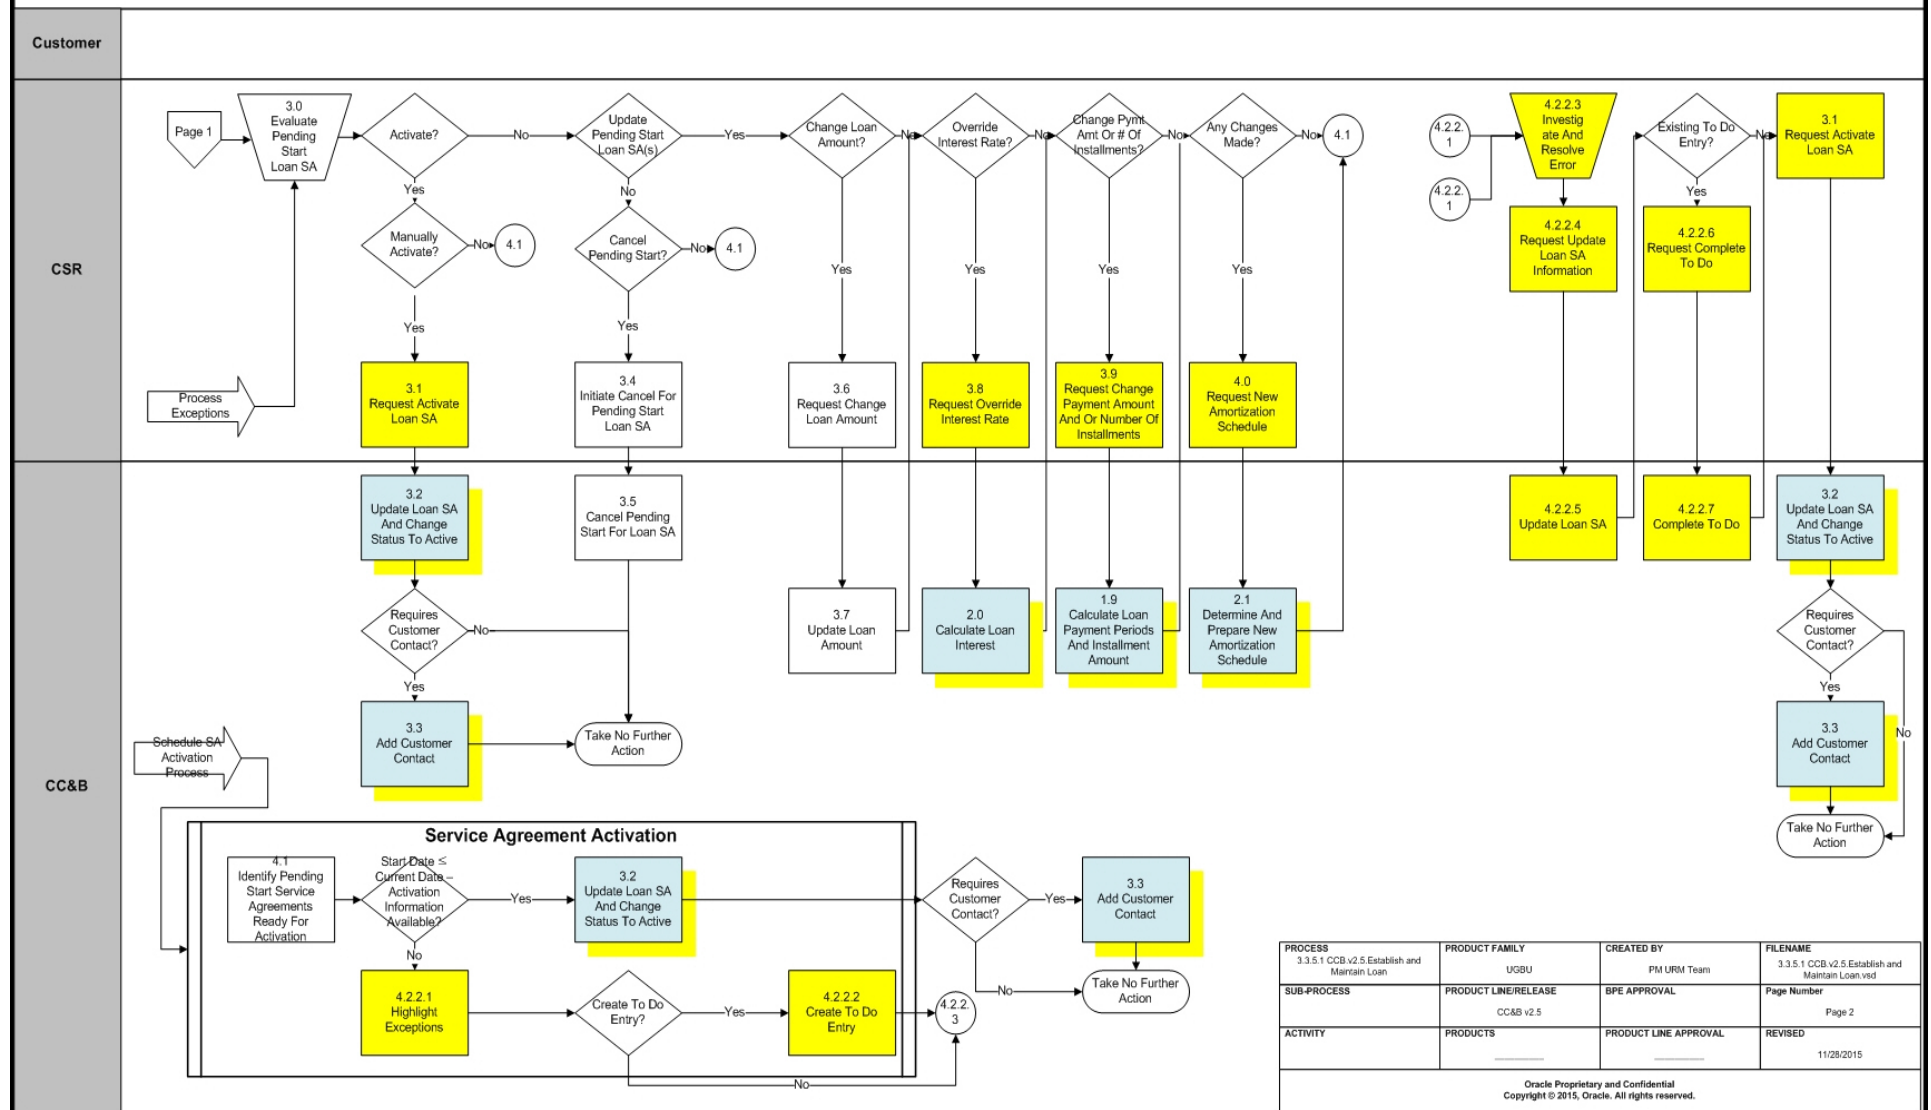 Customer
CSR
Page 1
3.0
Evaluate
Pending
Start
Loan SA
Activate?
No
Update
Pending Start
Loan SA(s)
Yes
Change Loan
Amount?
No
Override
Interest Rate?
No
Change Pymt
Amt Or # Of
Installments?
No
Any Changes
Made?
No
4.1
4.2.2.
1
4.2.2.
1
4.2.2.3
Investig
ate And
Resolve
Error
Existing To Do
Entry?
No
3.1
Request Activate
Loan SA
Yes
No
Yes
Manually
Activate?
No
4.1
Cancel
Pending Start?
No
4.1
4.2.2.4
Request Update
Loan SA
Information
4.2.2.6
Request Complete
To Do
Yes
Yes
Yes
Yes
Yes
Yes
Process
Exceptions
3.1
Request Activate
Loan SA
3.4
Initiate Cancel For
Pending Start
Loan SA
3.6
Request Change
Loan Amount
3.8
Request Override
Interest Rate
3.9
Request Change
Payment Amount
And Or Number Of
Installments
4.0
Request New
Amortization
Schedule
CC&B
3.2
Update Loan SA
And Change
Status To Active
3.5
Cancel Pending
Start For Loan SA
4.2.2.5
Update Loan SA
4.2.2.7
Complete To Do
3.2
Update Loan SA
And Change
Status To Active
Requires
Customer
Contact?
No
3.7
Update Loan
Amount
2.0
Calculate Loan
Interest
1.9
Calculate Loan
Payment Periods
And Installment
Amount
2.1
Determine And
Prepare New
Amortization
Schedule
Requires
Customer
Contact?
Yes
Yes
No
Schedule SA
Activation
Process
3.3
Add Customer
Contact
Take No Further
Action
3.3
Add Customer
Contact
Take No Further
Action
Service Agreement Activation
4.1
Identify Pending
Start Service
Agreements
Ready For
Activation
Start Date ≤
Current Date –
Activation
Information
Available?
Yes
3.2
Update Loan SA
And Change
Status To Active
Requires
Customer
Contact?
Yes
3.3
Add Customer
Contact
No
No
Take No Further
Action
4.2.2.1
Highlight
Exceptions
Create To Do
Entry?
Yes
4.2.2.2
Create To Do
Entry
4.2.2.
3
No
PROCESS
3.3.5.1 CCB.v2.5.Establish and
Maintain Loan
PRODUCT FAMILY
UGBU
CREATED BY
PM URM Team
FILENAME
3.3.5.1 CCB.v2.5.Establish and
Maintain Loan.vsd
SUB-PROCESS
PRODUCT LINE/RELEASE
CC&B v2.5
BPE APPROVAL
Page Number
Page 2
ACTIVITY
PRODUCTS
PRODUCT LINE APPROVAL
REVISED
11/28/2015
Oracle Proprietary and Confidential
Copyright © 2015, Oracle. All rights reserved.